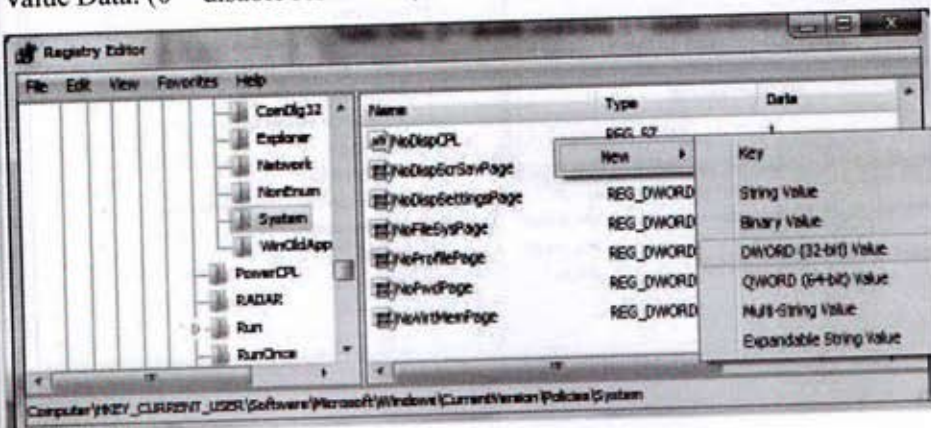 Value Data: (0
Registry Editor
File Edit View Favorites Help
ComDlg32
Explorer
Network
NonEnum
System
WinOldApp
PowerCPL
RADAR
Run
RunOnce
Name Type Data
NoDispCPL REG_SZ 1
NoDispScrSavPage
NoDispSettingsPage REG_DWORD
NoFileSysPage REG_DWORD
NoProfilePage REG_DWORD
NoPwdPage REG_DWORD
NoVirtMemPage REG_DWORD
New
Key
String Value
Binary Value
DWORD (32-bit) Value
QWORD (64-bit) Value
Multi-String Value
Expandable String Value
Computer\HKEY_CURRENT_USER\Software\Microsoft\Windows\CurrentVersion\Policies\System